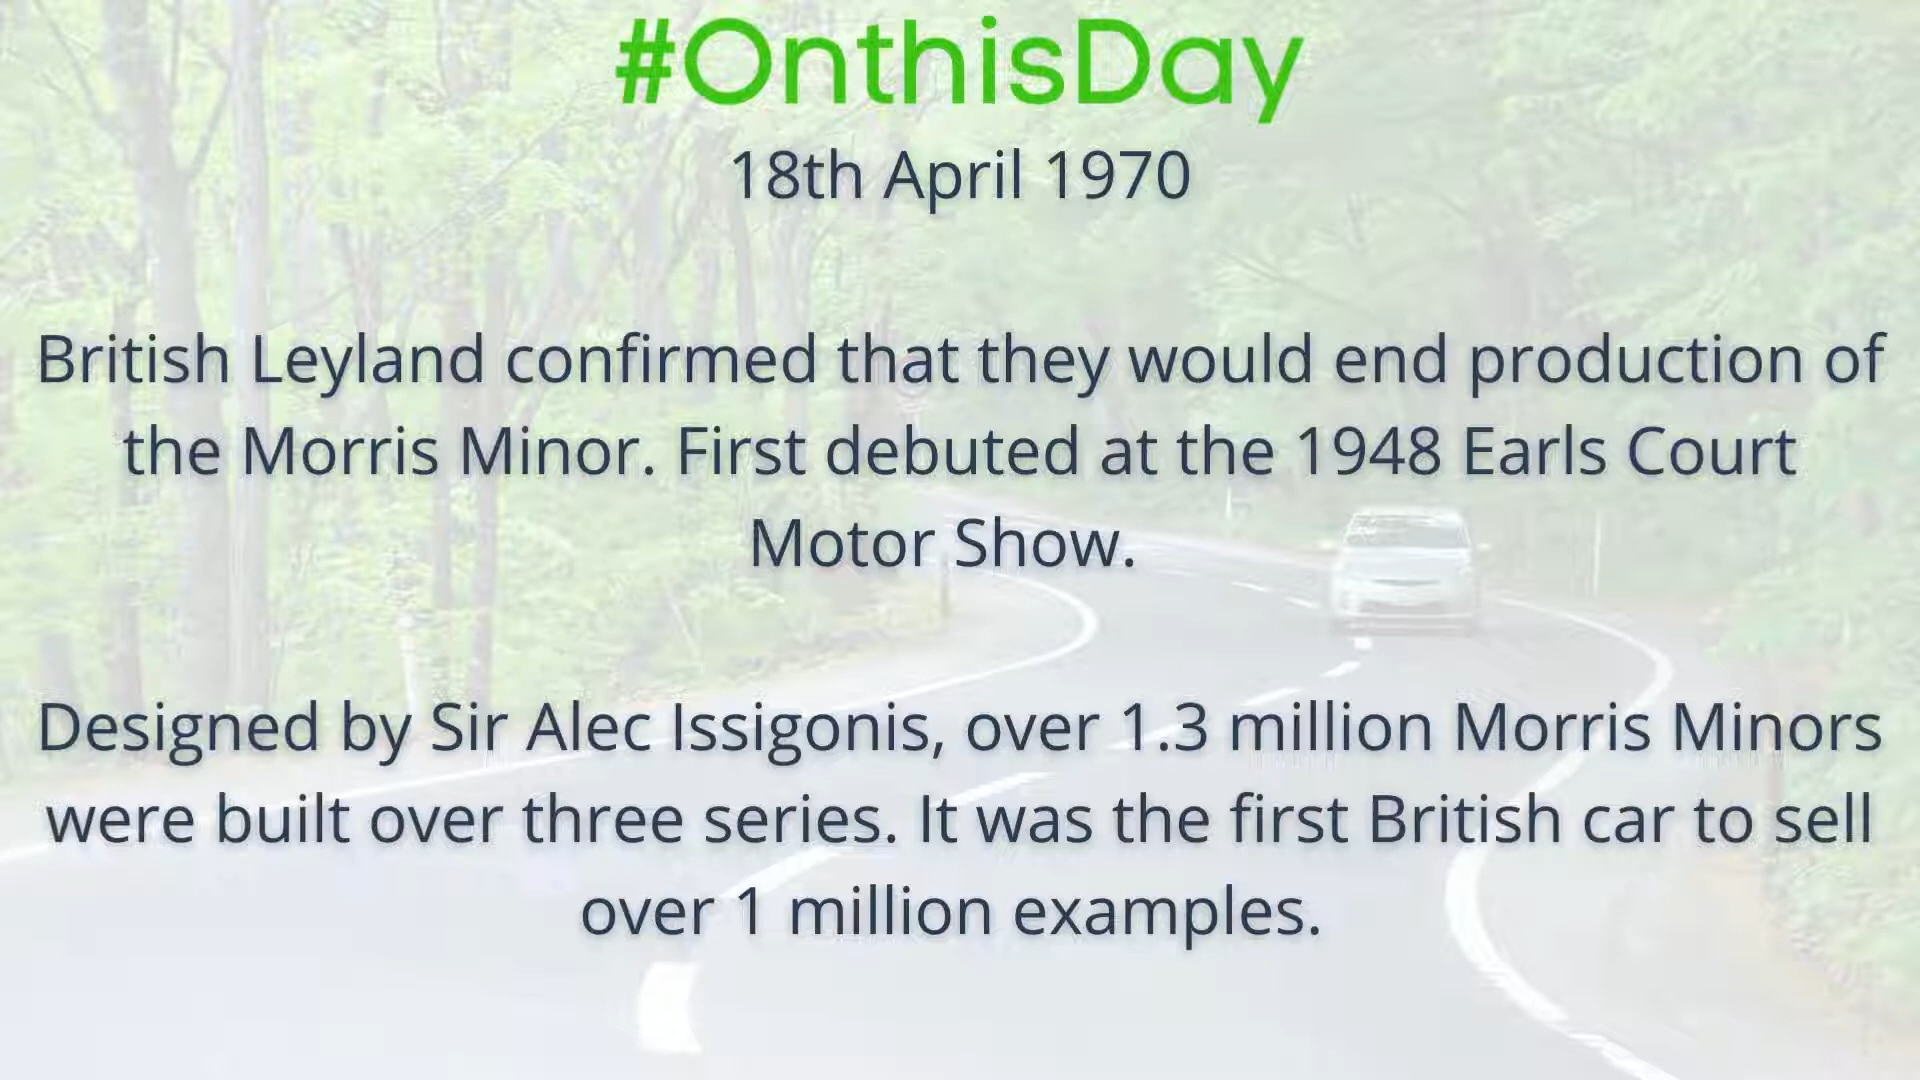 #OnthisDay
18th April 1970
British Leyland confirmed that they would end production of
the Morris Minor. First debuted at the 1948 Earls Court
Motor Show.
Designed by Sir Alec Issigonis, over 1.3 million Morris Minors
were built over three series. It was the first British car to sell
over 1 million examples.